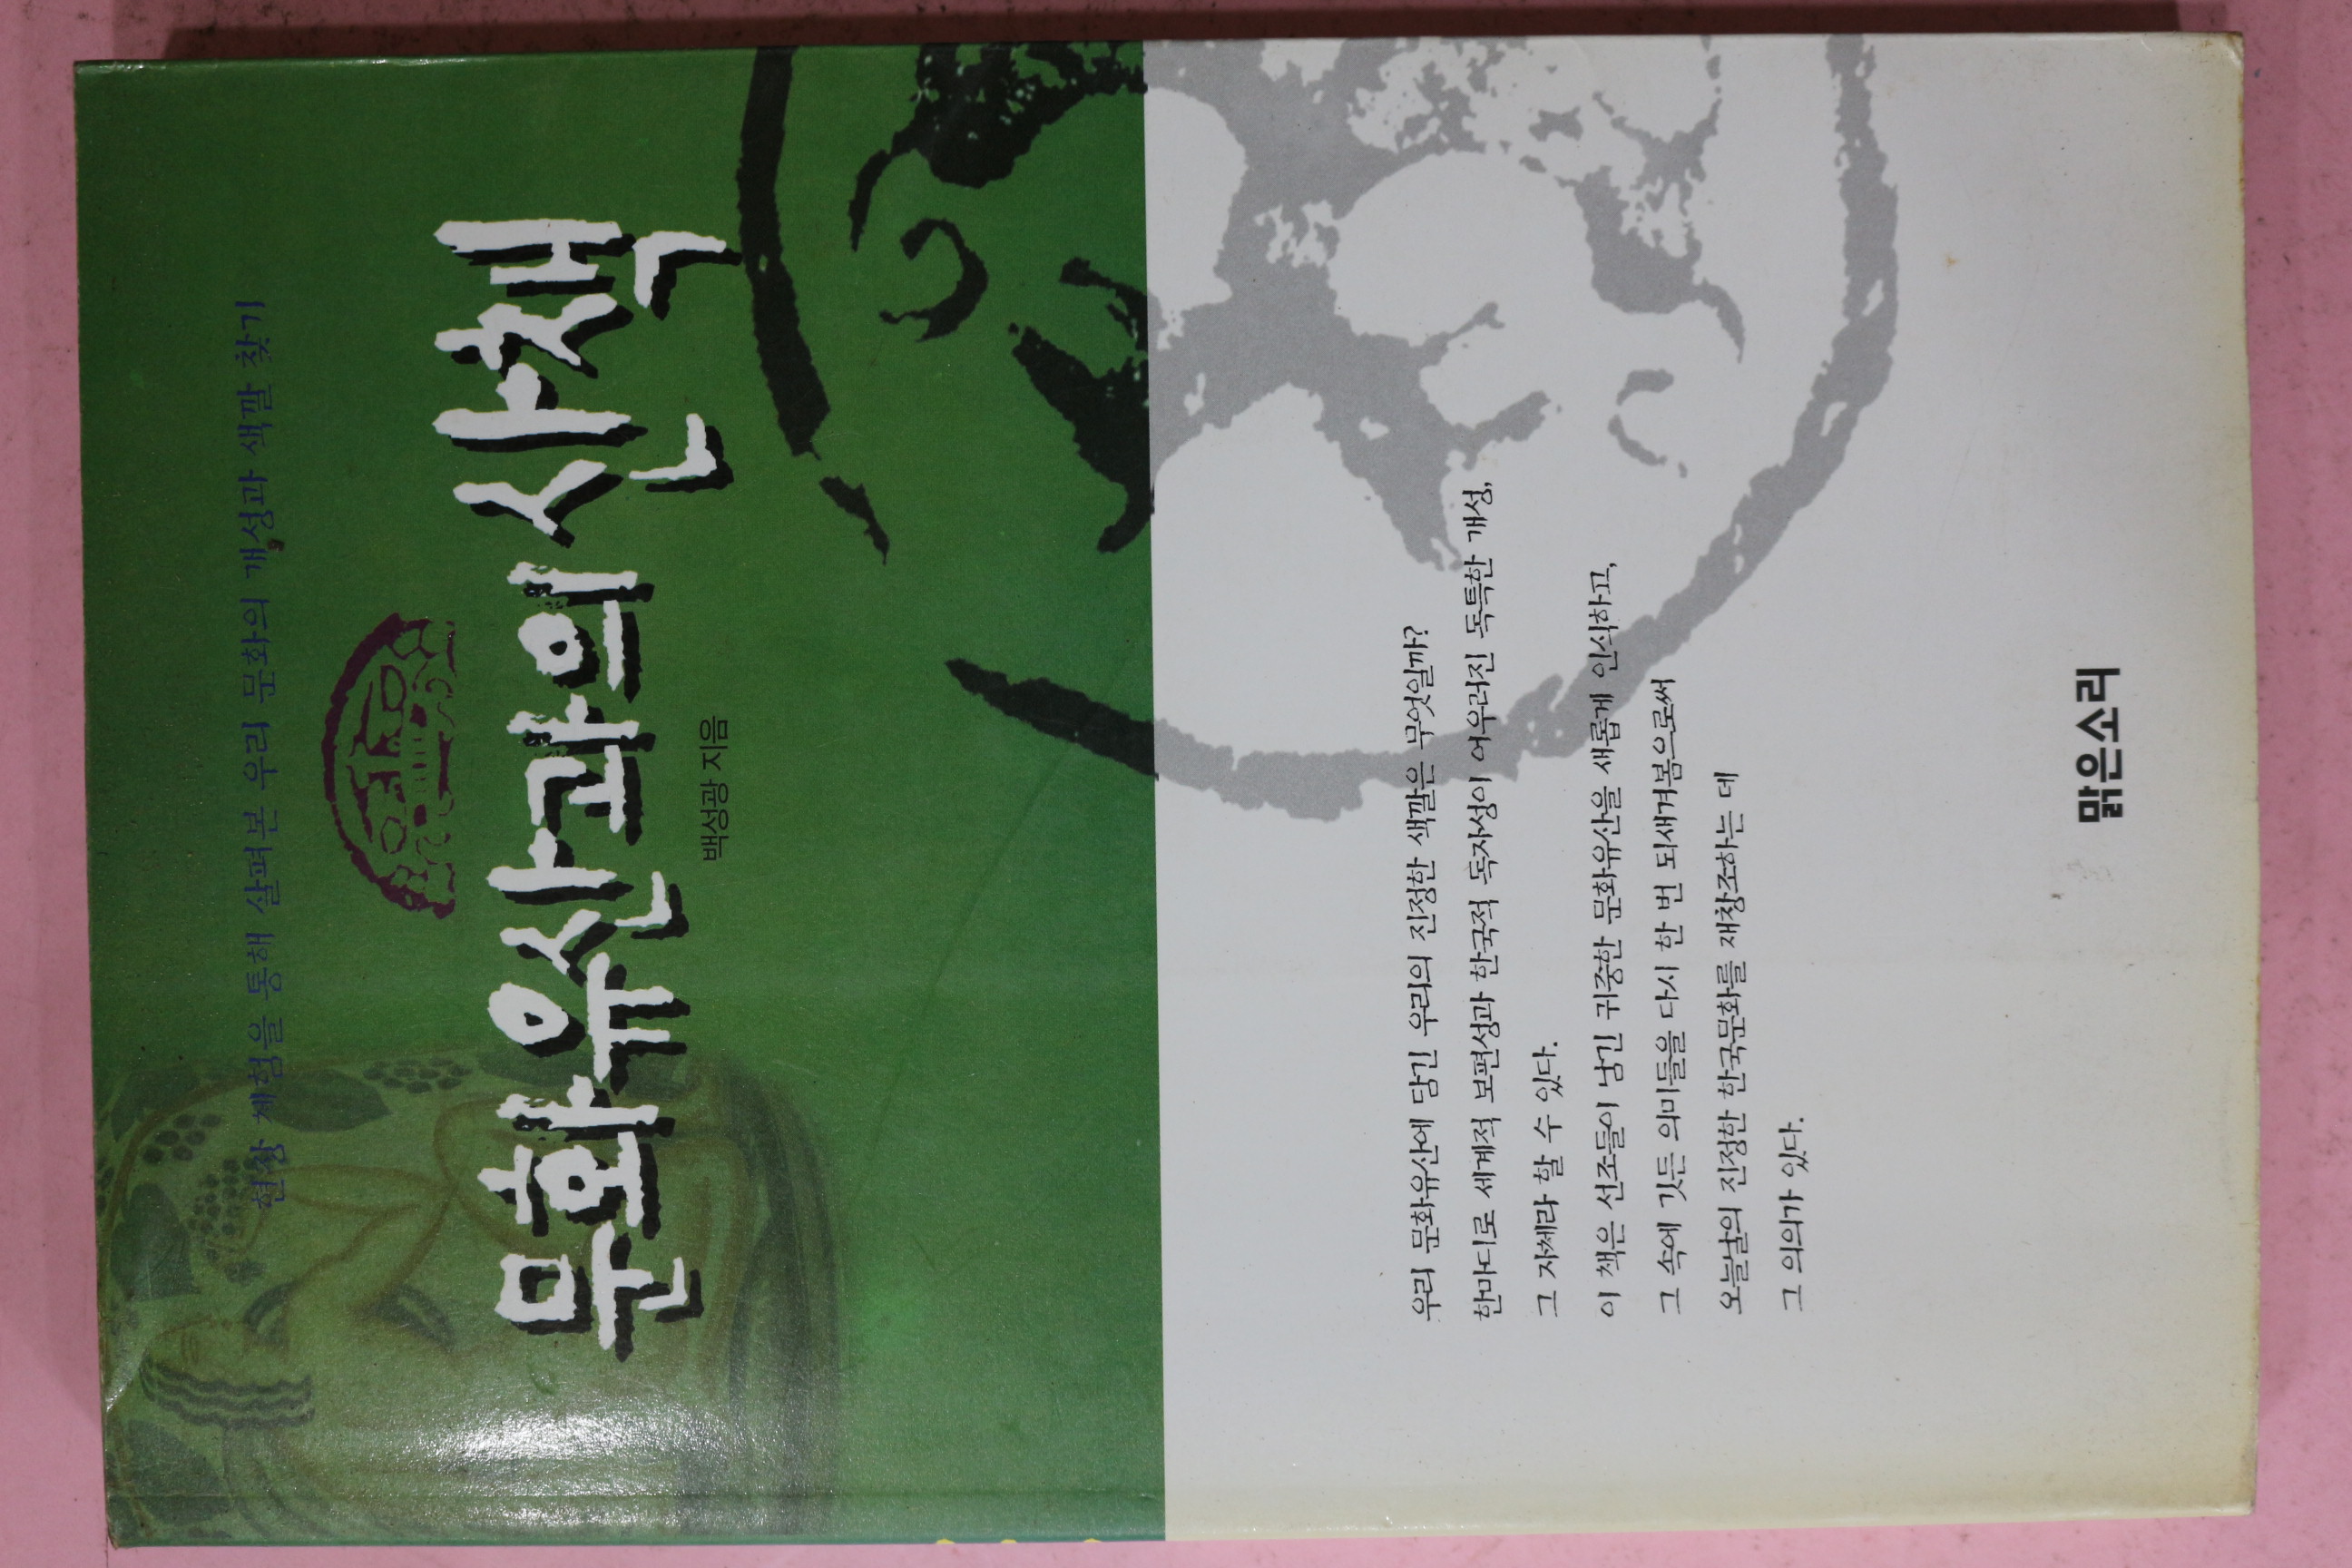 현장 체험을 통해 살펴본 우리 문화의 개성과 색깔 찾기
문화유산과의 산책
백성광 지음
우리 문화유산에 담긴 우리의 진정한 색깔은 무엇일까?
한마디로 세계적 보편성과 한국적 독자성이 어우러진 독특한 개성,
그 자체라 할 수 있다.
이 책은 선조들이 남긴 귀중한 문화유산을 새롭게 인식하고,
그 속에 깃든 의미들을 다시 한 번 되새겨봄으로써
오늘날의 진정한 한국문화를 재창조하는 데
그 의의가 있다.
맑은소리